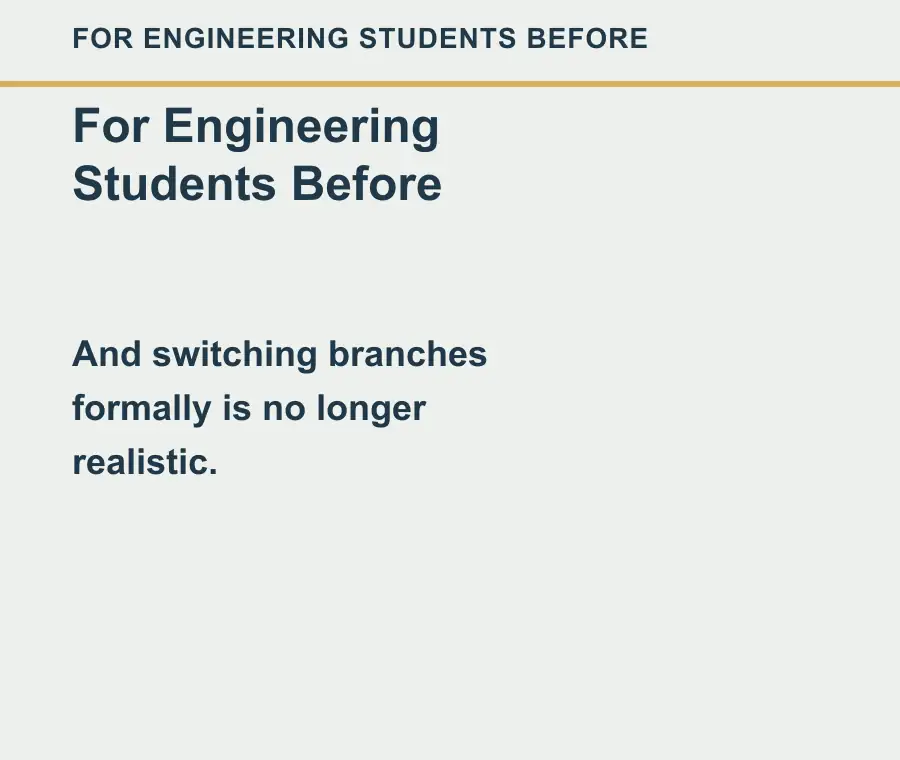 FOR ENGINEERING STUDENTS BEFORE
For Engineering
Students Before
And switching branches
formally is no longer
realistic.